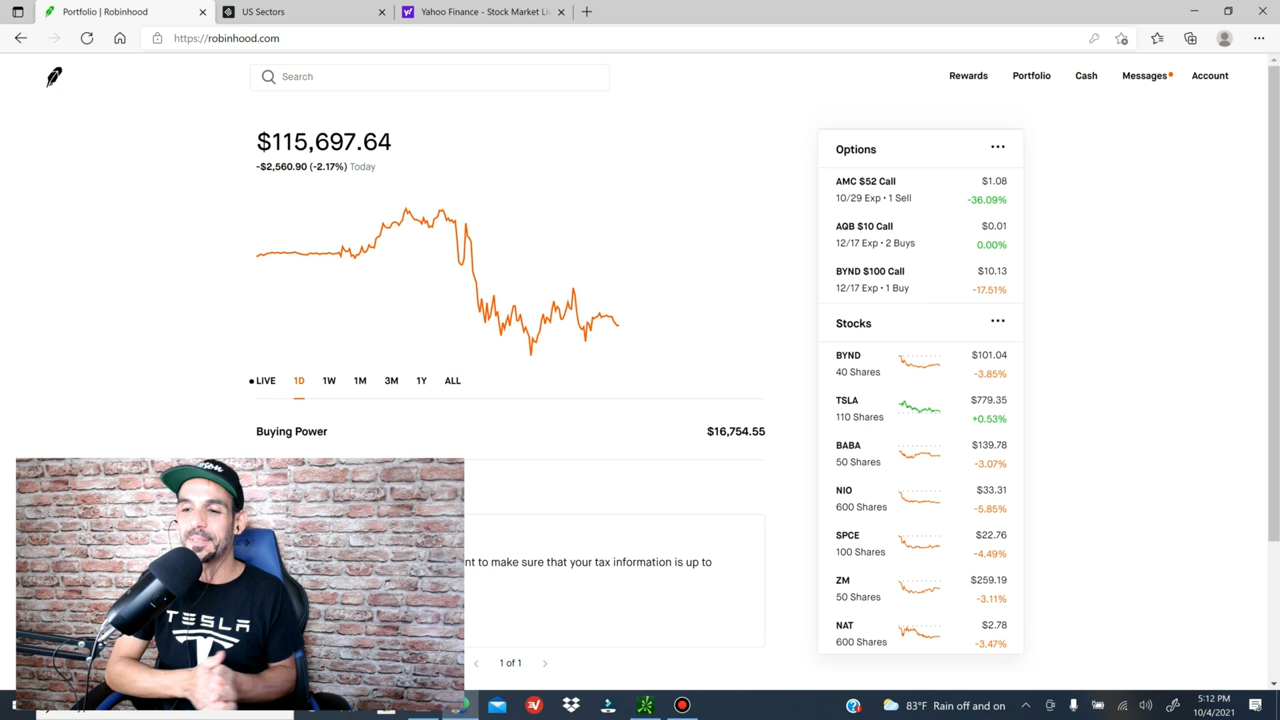 Portfolio | Robinhood
US Sectors
Yahoo Finance - Stock Market Li
https://robinhood.com
Search
Rewards
Portfolio
Cash
Messages
Account
$115,697.64
-$2,560.90 (-2.17%) Today
LIVE 1D 1W 1M 3M 1Y ALL
Buying Power $16,754.55
nt to make sure that your tax information is up to
1 of 1
Options
AMC $52 Call $1.08
10/29 Exp • 1 Sell -36.09%
AQB $10 Call $0.01
12/17 Exp • 2 Buys 0.00%
BYND $100 Call $10.13
12/17 Exp • 1 Buy -17.51%
Stocks
BYND $101.04
40 Shares -3.85%
TSLA $779.35
110 Shares +0.53%
BABA $139.78
50 Shares -3.07%
NIO $33.31
600 Shares -5.85%
SPCE $22.76
100 Shares -4.49%
ZM $259.19
50 Shares -3.11%
NAT $2.78
600 Shares -3.47%
TESLA
83°F Rain off and on
5:12 PM
10/4/2021